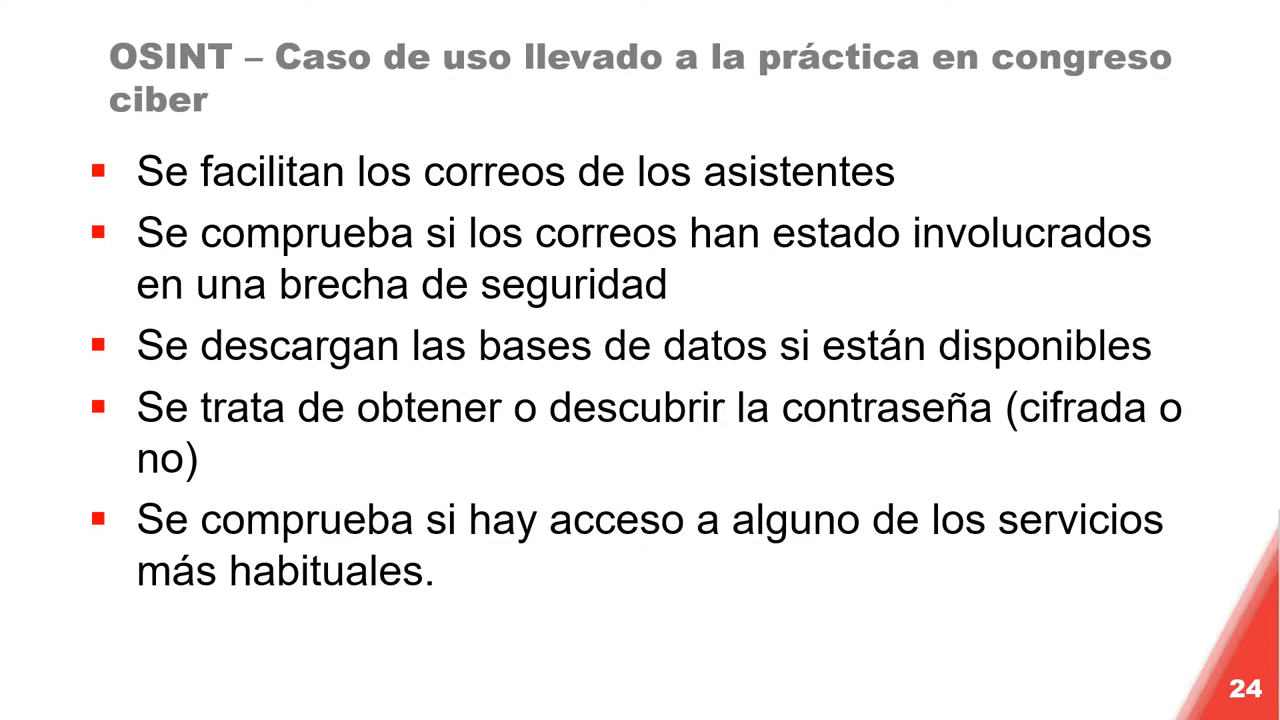 OSINT – Caso de uso llevado a la práctica en congreso
ciber
▪ Se facilitan los correos de los asistentes
▪ Se comprueba si los correos han estado involucrados
en una brecha de seguridad
▪ Se descargan las bases de datos si están disponibles
▪ Se trata de obtener o descubrir la contraseña (cifrada o
no)
▪ Se comprueba si hay acceso a alguno de los servicios
más habituales.
24